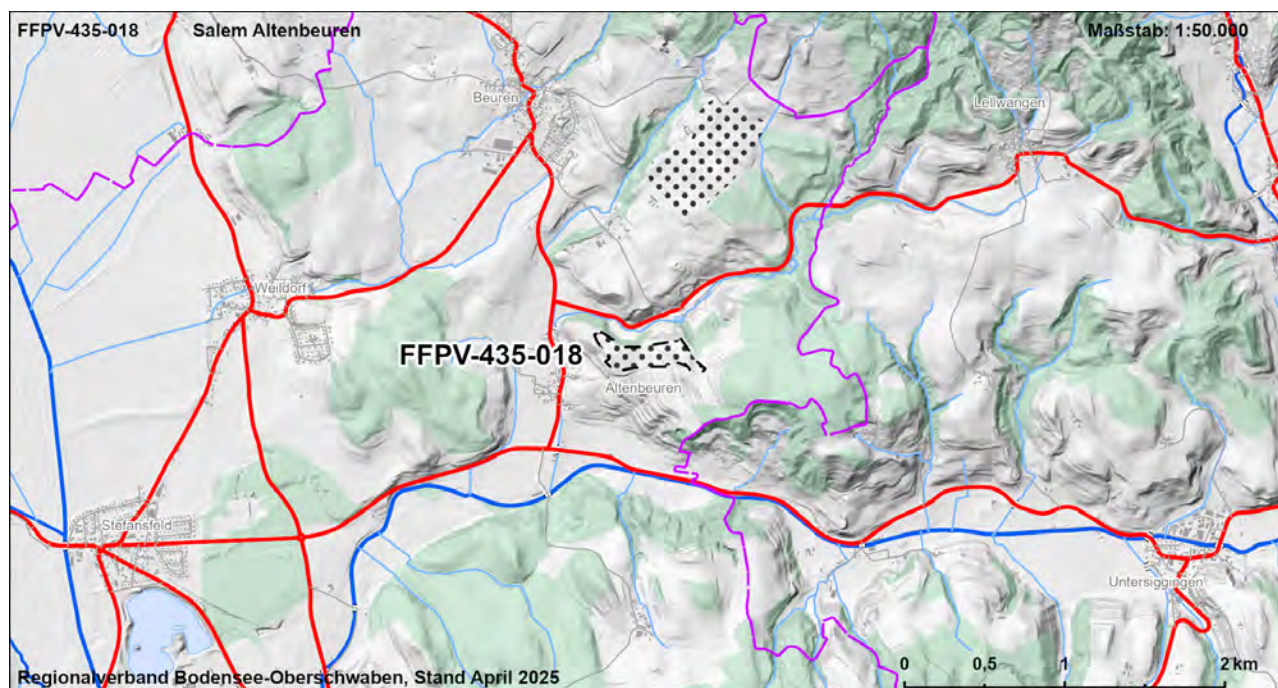 FFPV-435-018 Salem Altenbeuren Maßstab: 1:50.000
Beuren
Lellwangen
Weildorf
FFPV-435-018
Altenbeuren
Stefansfeld
Untersiggingen
0 0,5 1 2 km
Regionalverband Bodensee-Oberschwaben, Stand April 2025